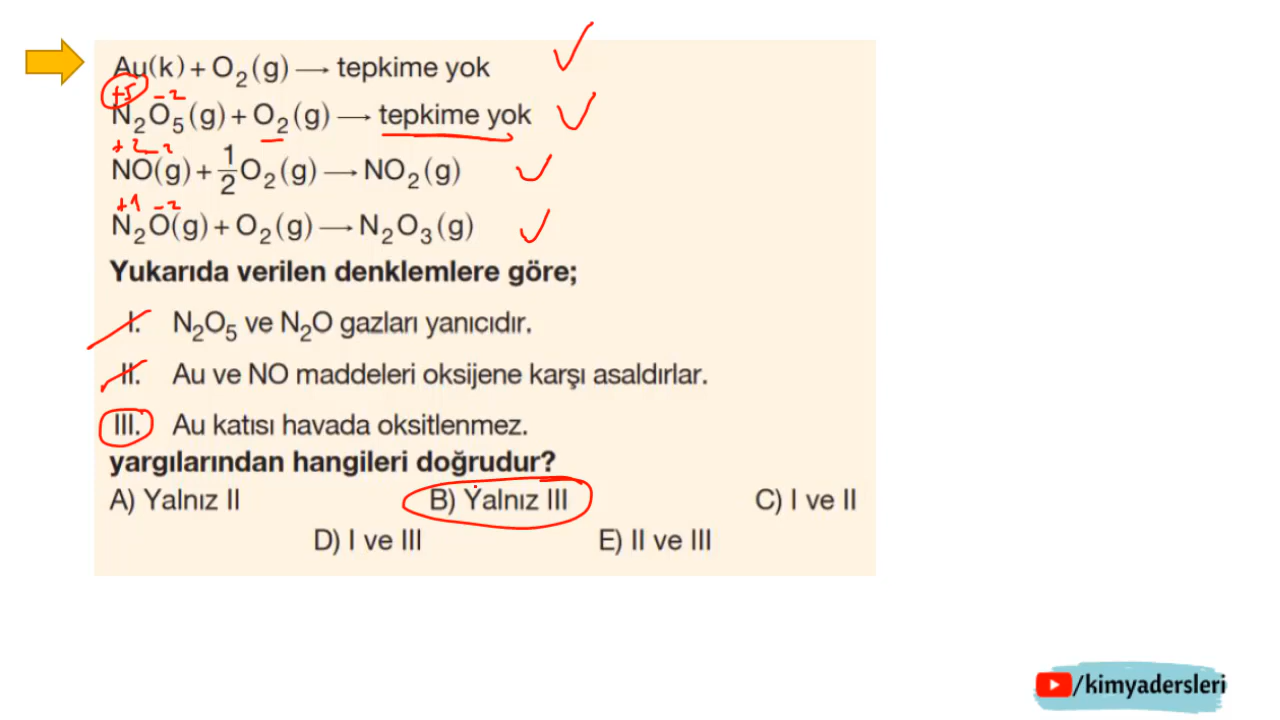 Au(k) + O₂(g) ⟶ tepkime yok
+5 -2
N₂O₅(g) + O₂(g) ⟶ tepkime yok
+2 -2
NO(g) + 1/2 O₂(g) ⟶ NO₂(g)
+1 -2
N₂O(g) + O₂(g) ⟶ N₂O₃(g)
Yukarıda verilen denklemlere göre;
I. N₂O₅ ve N₂O gazları yanıcıdır.
II. Au ve NO maddeleri oksijene karşı asaldırlar.
III. Au katısı havada oksitlenmez.
yargılarından hangileri doğrudur?
A) Yalnız II B) Yalnız III C) I ve II
D) I ve III E) II ve III
/kimyadersleri